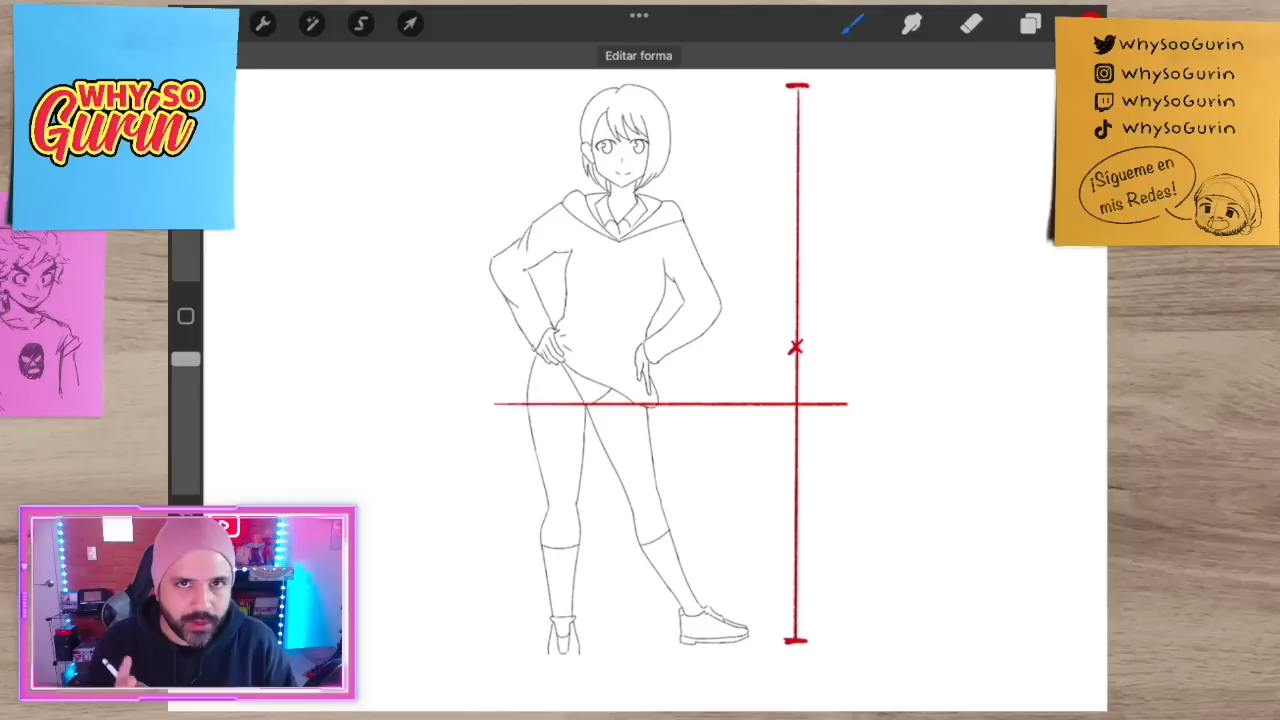 WHY SO
Gurin
Editar forma
WhySooGurin
WhySoGurin
WhySoGurin
WhySoGurin
¡Sígueme en
mis Redes!